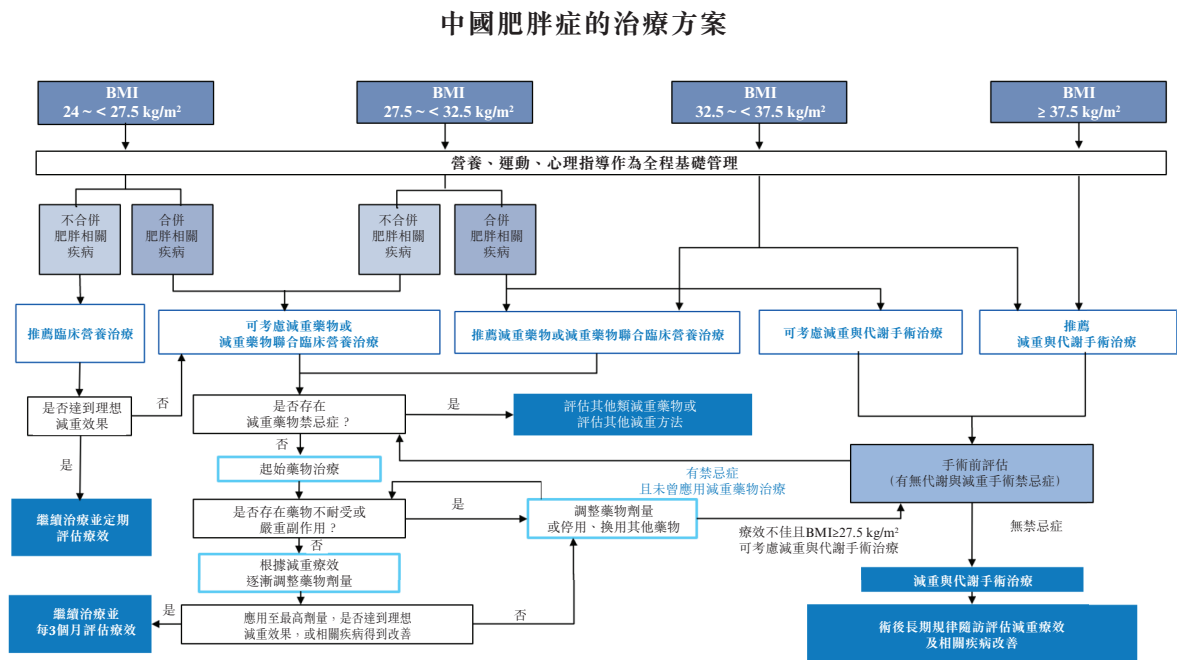 中國肥胖症的治療方案
BMI
24 ~ < 27.5 kg/m²
BMI
27.5 ~ < 32.5 kg/m²
BMI
32.5 ~ < 37.5 kg/m²
BMI
≥ 37.5 kg/m²
營養、運動、心理指導作為全程基礎管理
不合併
肥胖相關
疾病
合併
肥胖相關
疾病
不合併
肥胖相關
疾病
合併
肥胖相關
疾病
推薦臨床營養治療
可考慮減重藥物或
減重藥物聯合臨床營養治療
推薦減重藥物或減重藥物聯合臨床營養治療
可考慮減重與代謝手術治療
推薦
減重與代謝手術治療
是否達到理想
減重效果
否
是否存在
減重藥物禁忌症？
是
評估其他類減重藥物或
評估其他減重方法
否
是
起始藥物治療
有禁忌症
且未曾應用減重藥物治療
手術前評估
(有無代謝與減重手術禁忌症)
繼續治療並定期
評估療效
是否存在藥物不耐受或
嚴重副作用？
是
調整藥物劑量
或停用、換用其他藥物
療效不佳且BMI≥27.5 kg/m²
可考慮減重與代謝手術治療
無禁忌症
否
根據減重療效
逐漸調整藥物劑量
減重與代謝手術治療
繼續治療並
每3個月評估療效
是
應用至最高劑量，是否達到理想
減重效果，或相關疾病得到改善
否
術後長期規律隨訪評估減重療效
及相關疾病改善